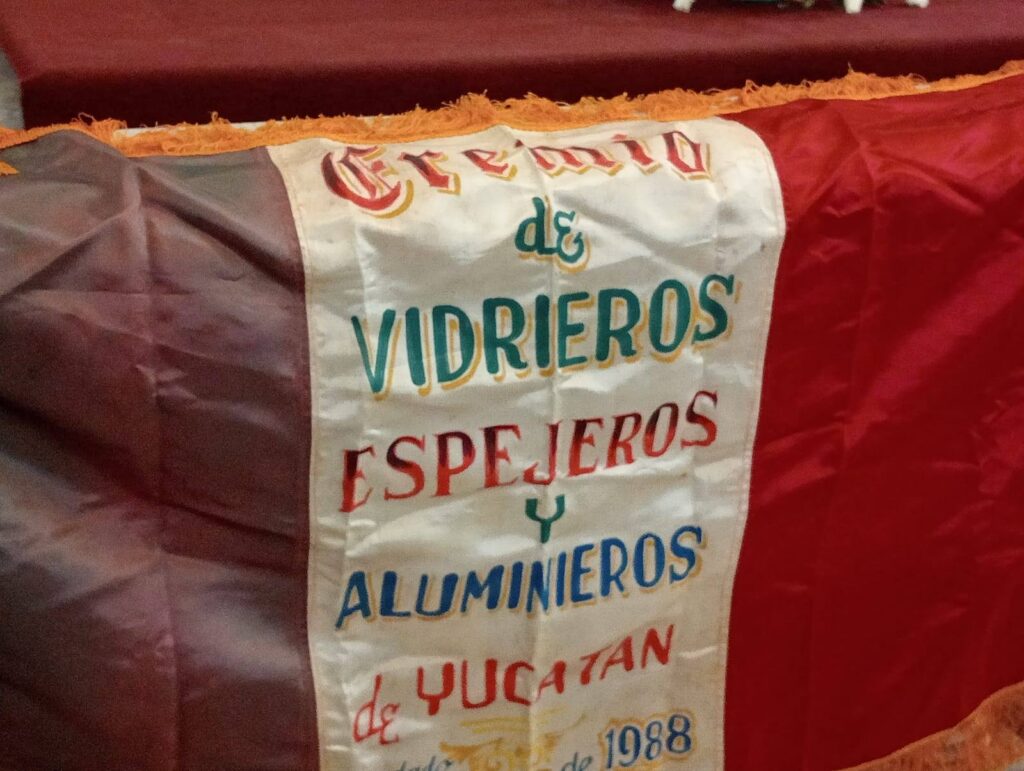 Gremio
de
VIDRIEROS
ESPEJEROS
Y
ALUMINIEROS
de YUCATAN
de 1988